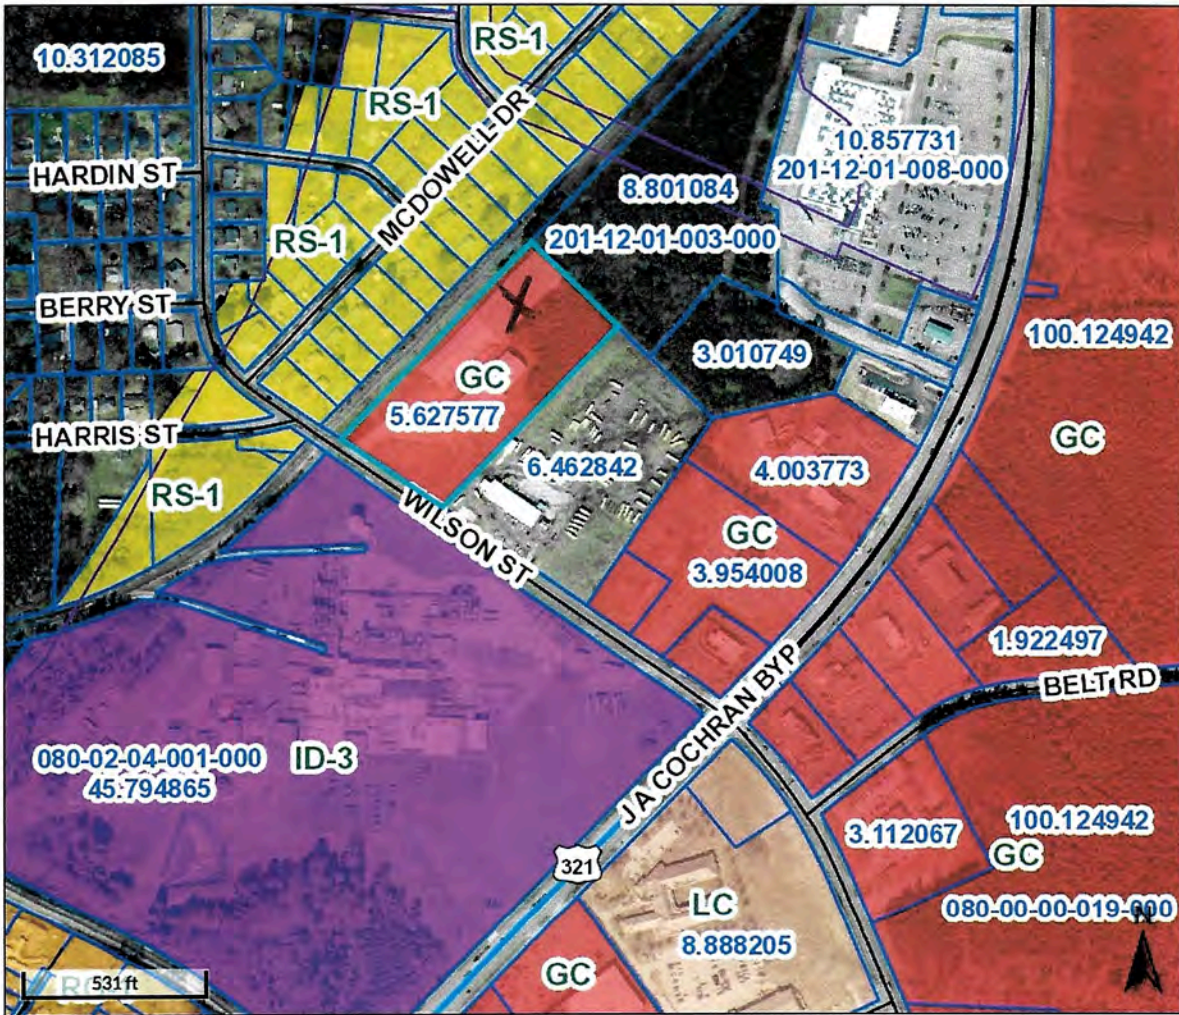 10.312085
RS-1
RS-1
MCDOWELL DR
HARDIN ST
10.857731
201-12-01-008-000
8.801084
201-12-01-003-000
RS-1
BERRY ST
X
100.124942
3.010749
GC
5.627577
GC
HARRIS ST
6.462842
4.003773
RS-1
WILSON ST
GC
3.954008
1.922497
BELT RD
080-02-04-001-000
45.794865
ID-3
J A COCHRAN BYP
321
3.112067
100.124942
GC
080-00-00-019-000
LC
8.888205
GC
N
531 ft